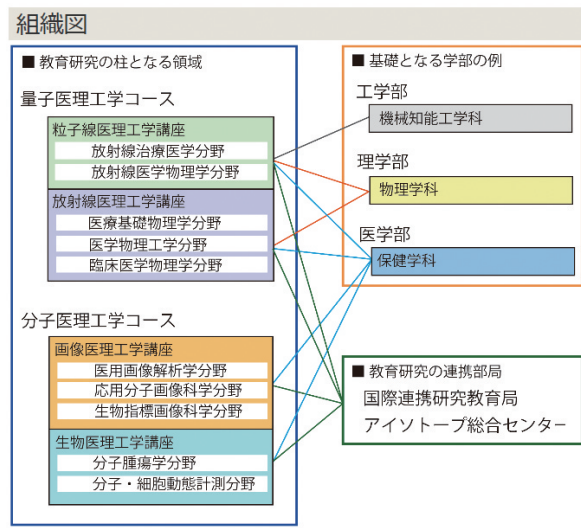 組織図
■ 教育研究の柱となる領域
量子医理工学コース
粒子線医理工学講座
放射線治療医学分野
放射線医学物理学分野
放射線医理工学講座
医療基礎物理学分野
医学物理工学分野
臨床医学物理学分野
分子医理工学コース
画像医理工学講座
医用画像解析学分野
応用分子画像科学分野
生物指標画像科学分野
生物医理工学講座
分子腫瘍学分野
分子・細胞動態計測分野
■ 基礎となる学部の例
工学部
機械知能工学科
理学部
物理学科
医学部
保健学科
■ 教育研究の連携部局
国際連携研究教育局
アイソトープ総合センター